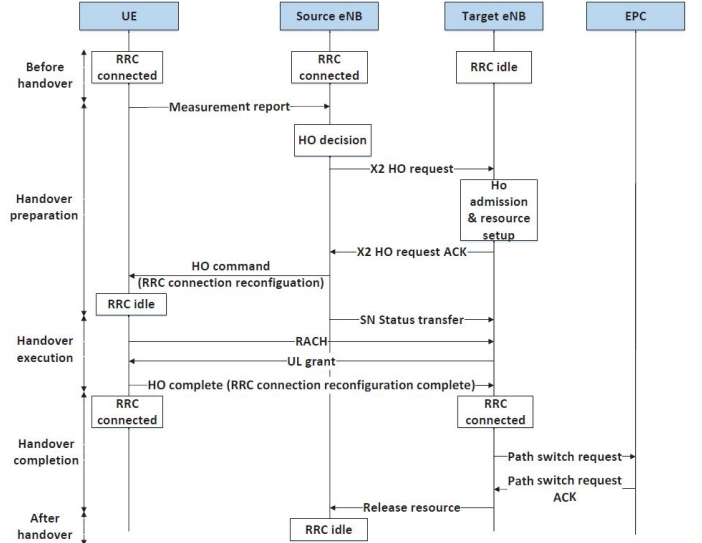 UE
Source eNB
Target eNB
EPC
Before
handover
RRC
connected
RRC
connected
RRC idle
Measurement report
HO decision
X2 HO request
Handover
preparation
Ho
admission
& resource
setup
X2 HO request ACK
HO command
(RRC connection reconfiguation)
RRC idle
SN Status transfer
Handover
execution
RACH
UL grant
HO complete (RRC connection reconfiguration complete)
RRC
connected
RRC
connected
Handover
completion
Path switch request
Path switch request
ACK
Release resource
After
handover
RRC idle